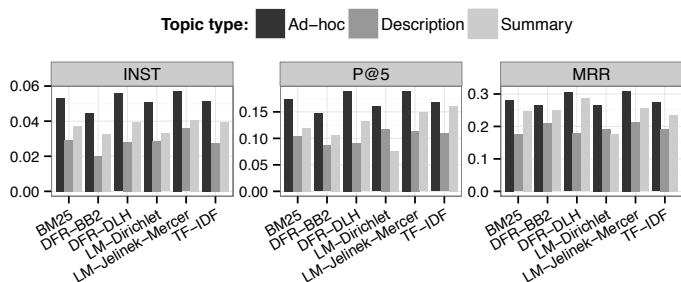 Topic type: Ad−hoc Description Summary
INST P@5 MRR
0.06
0.04
0.02
0.00
BM25
DFR−BB2
DFR−DLH
LM−Dirichlet
LM−Jelinek−Mercer
TF−IDF
0.15
0.10
0.05
0.00
BM25
DFR−BB2
DFR−DLH
LM−Dirichlet
LM−Jelinek−Mercer
TF−IDF
0.3
0.2
0.1
0.0
BM25
DFR−BB2
DFR−DLH
LM−Dirichlet
LM−Jelinek−Mercer
TF−IDF